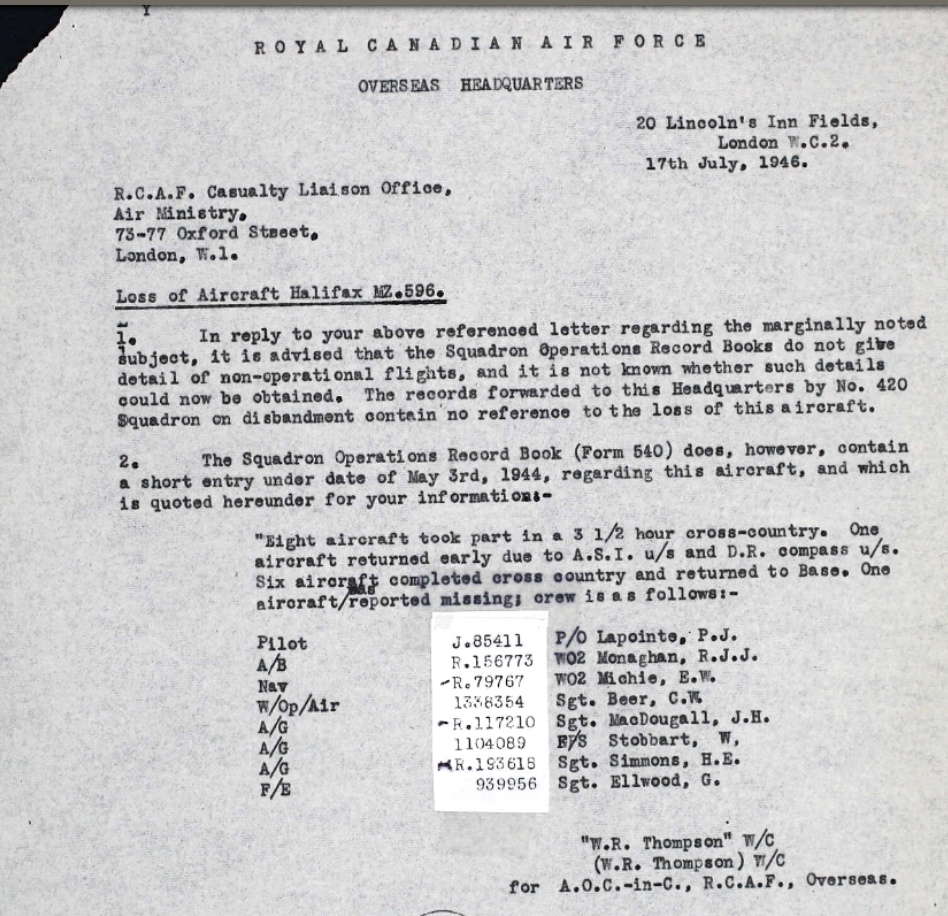 Y
ROYAL CANADIAN AIR FORCE
OVERSEAS HEADQUARTERS
20 Lincoln's Inn Fields,
London W.C.2.
17th July, 1946.
R.C.A.F. Casualty Liaison Office,
Air Ministry,
73-77 Oxford Stseet,
London, W.1.
Loss of Aircraft Halifax MZ.596.
1. In reply to your above referenced letter regarding the marginally noted
subject, it is advised that the Squadron Operations Record Books do not give
detail of non-operational flights, and it is not known whether such details
could now be obtained. The records forwarded to this Headquarters by No. 420
Squadron on disbandment contain no reference to the loss of this aircraft.
2. The Squadron Operations Record Book (Form 540) does, however, contain
a short entry under date of May 3rd, 1944, regarding this aircraft, and which
is quoted hereunder for your information:-
"Eight aircraft took part in a 3 1/2 hour cross-country. One
aircraft returned early due to A.S.I. u/s and D.R. compass u/s.
Six aircraft completed cross country and returned to Base. One
aircraft/was reported missing; crew is as follows:-
Pilot J.85411 P/O Lapointe, P.J.
A/B R.156773 WO2 Monaghan, R.J.J.
Nav -R.79767 WO2 Michie, E.W.
W/Op/Air 1338354 Sgt. Beer, C.W.
A/G -R.117210 Sgt. MacDougall, J.H.
A/G 1104089 F/S Stobbart, W,
A/G R.193618 Sgt. Simmons, H.E.
F/E 939956 Sgt. Ellwood, G.
"W.R. Thompson" W/C
(W.R. Thompson) W/C
for A.O.C.-in-C., R.C.A.F., Overseas.